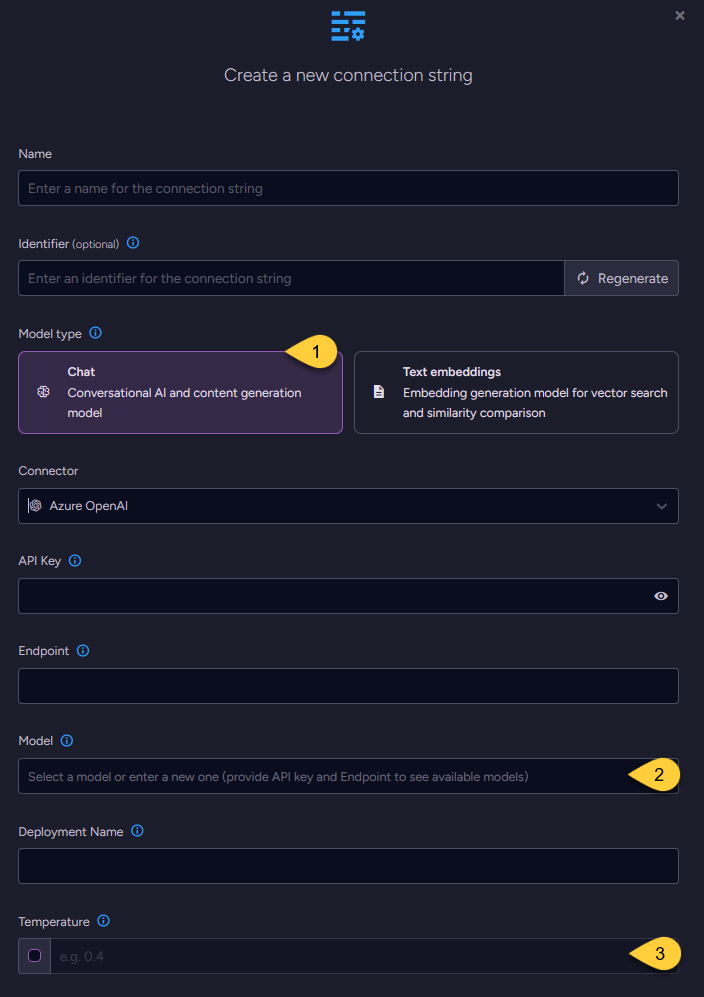 Create a new connection string
Name
Enter a name for the connection string
Identifier (optional)
Enter an identifier for the connection string
Regenerate
Model type
1
Chat
Conversational AI and content generation
model
Text embeddings
Embedding generation model for vector search
and similarity comparison
Connector
Azure OpenAI
API Key
Endpoint
Model
Select a model or enter a new one (provide API key and Endpoint to see available models)
2
Deployment Name
Temperature
e.g. 0.4
3